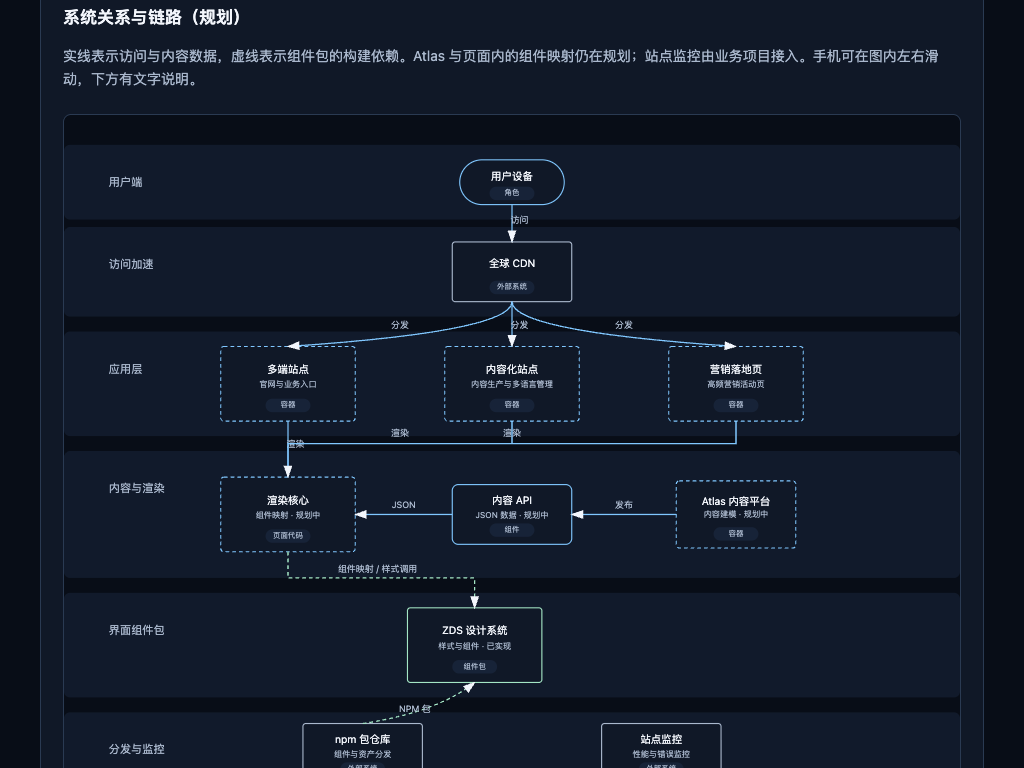 系统关系与链路（规划）
实线表示访问与内容数据，虚线表示组件包的构建依赖。Atlas 与页面内的组件映射仍在规划；站点监控由业务项目接入。手机可在图内左右滑
动，下方有文字说明。
用户端
用户设备
角色
访问
访问加速
全球 CDN
外部系统
分发
分发
分发
应用层
多端站点
官网与业务入口
容器
内容化站点
内容生产与多语言管理
容器
营销落地页
高频营销活动页
容器
渲染
渲染
渲染
内容与渲染
渲染核心
组件映射 · 规划中
页面代码
JSON
内容 API
JSON 数据 · 规划中
组件
发布
Atlas 内容平台
内容建模 · 规划中
容器
组件映射 / 样式调用
界面组件包
ZDS 设计系统
样式与组件 · 已实现
组件包
NPM 包
分发与监控
npm 包仓库
组件与资产分发
外部系统
站点监控
性能与错误监控
外部系统